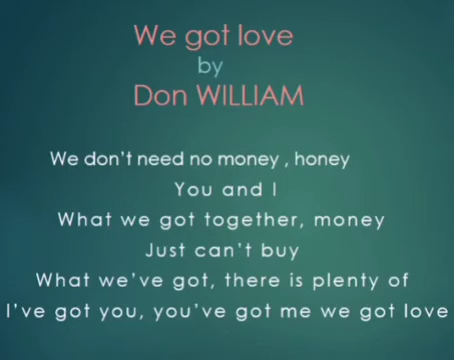 We got love
by
Don WILLIAM
We don't need no money , honey
You and I
What we got together, money
Just can't buy
What we've got, there is plenty of
I've got you, you've got me we got love